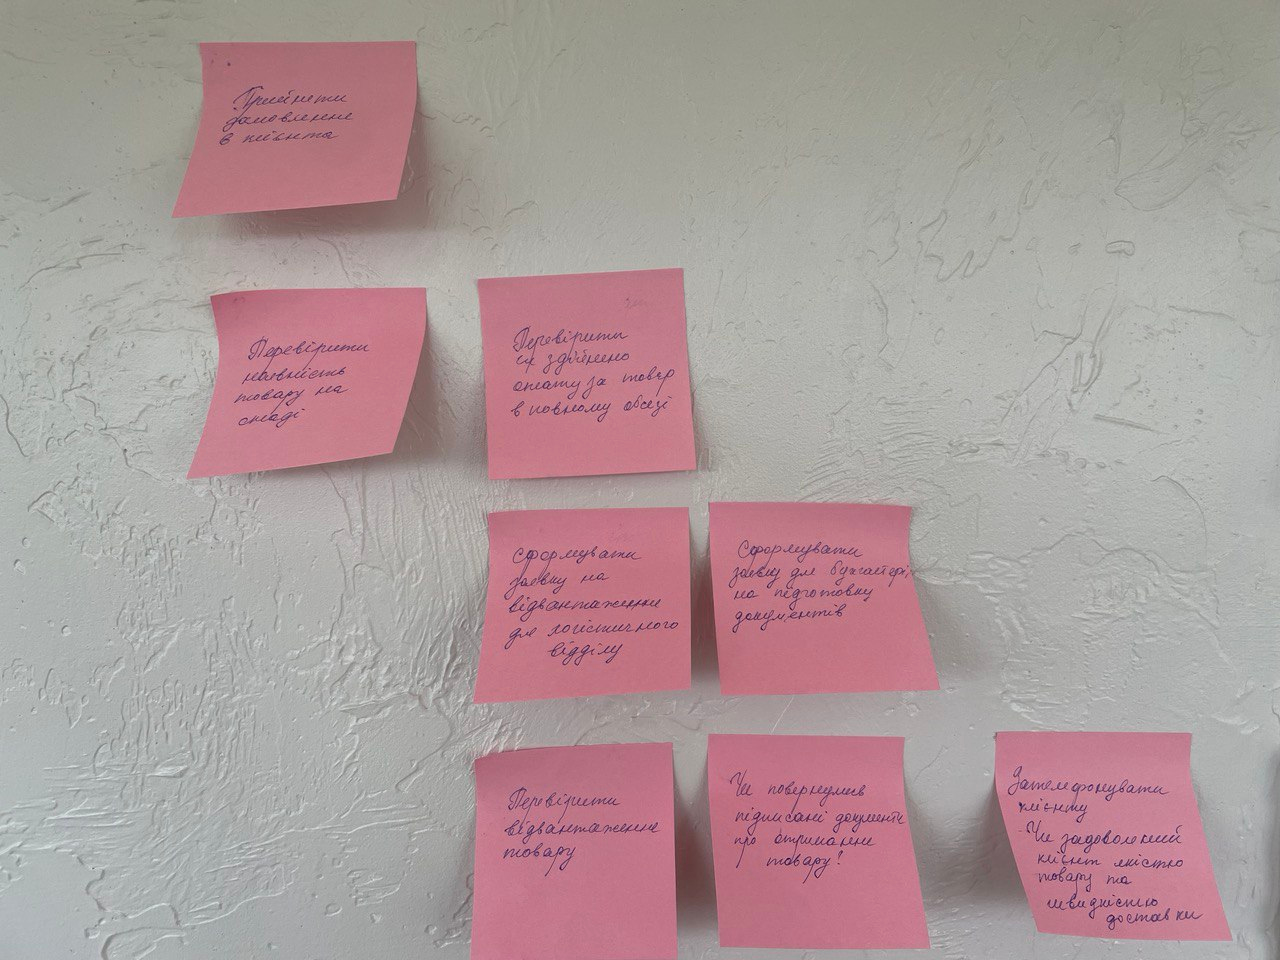 Прийняти
замовлення
в клієнта
Перевірити
наявність
товару на
складі
Перевірити
чи здійснено
оплату за товар
в повному обсязі
Сформувати
заявку на
відвантаження
для логістичного
відділу
Сформувати
заявку для бухгалтерії
на підготовку
документів
Перевірити
відвантаження
товару
Чи повернулись
підписані документи
про отримання
товару?
Зателефонувати
клієнту
- Чи задоволений
клієнт якістю
товару та
швидкістю
доставки